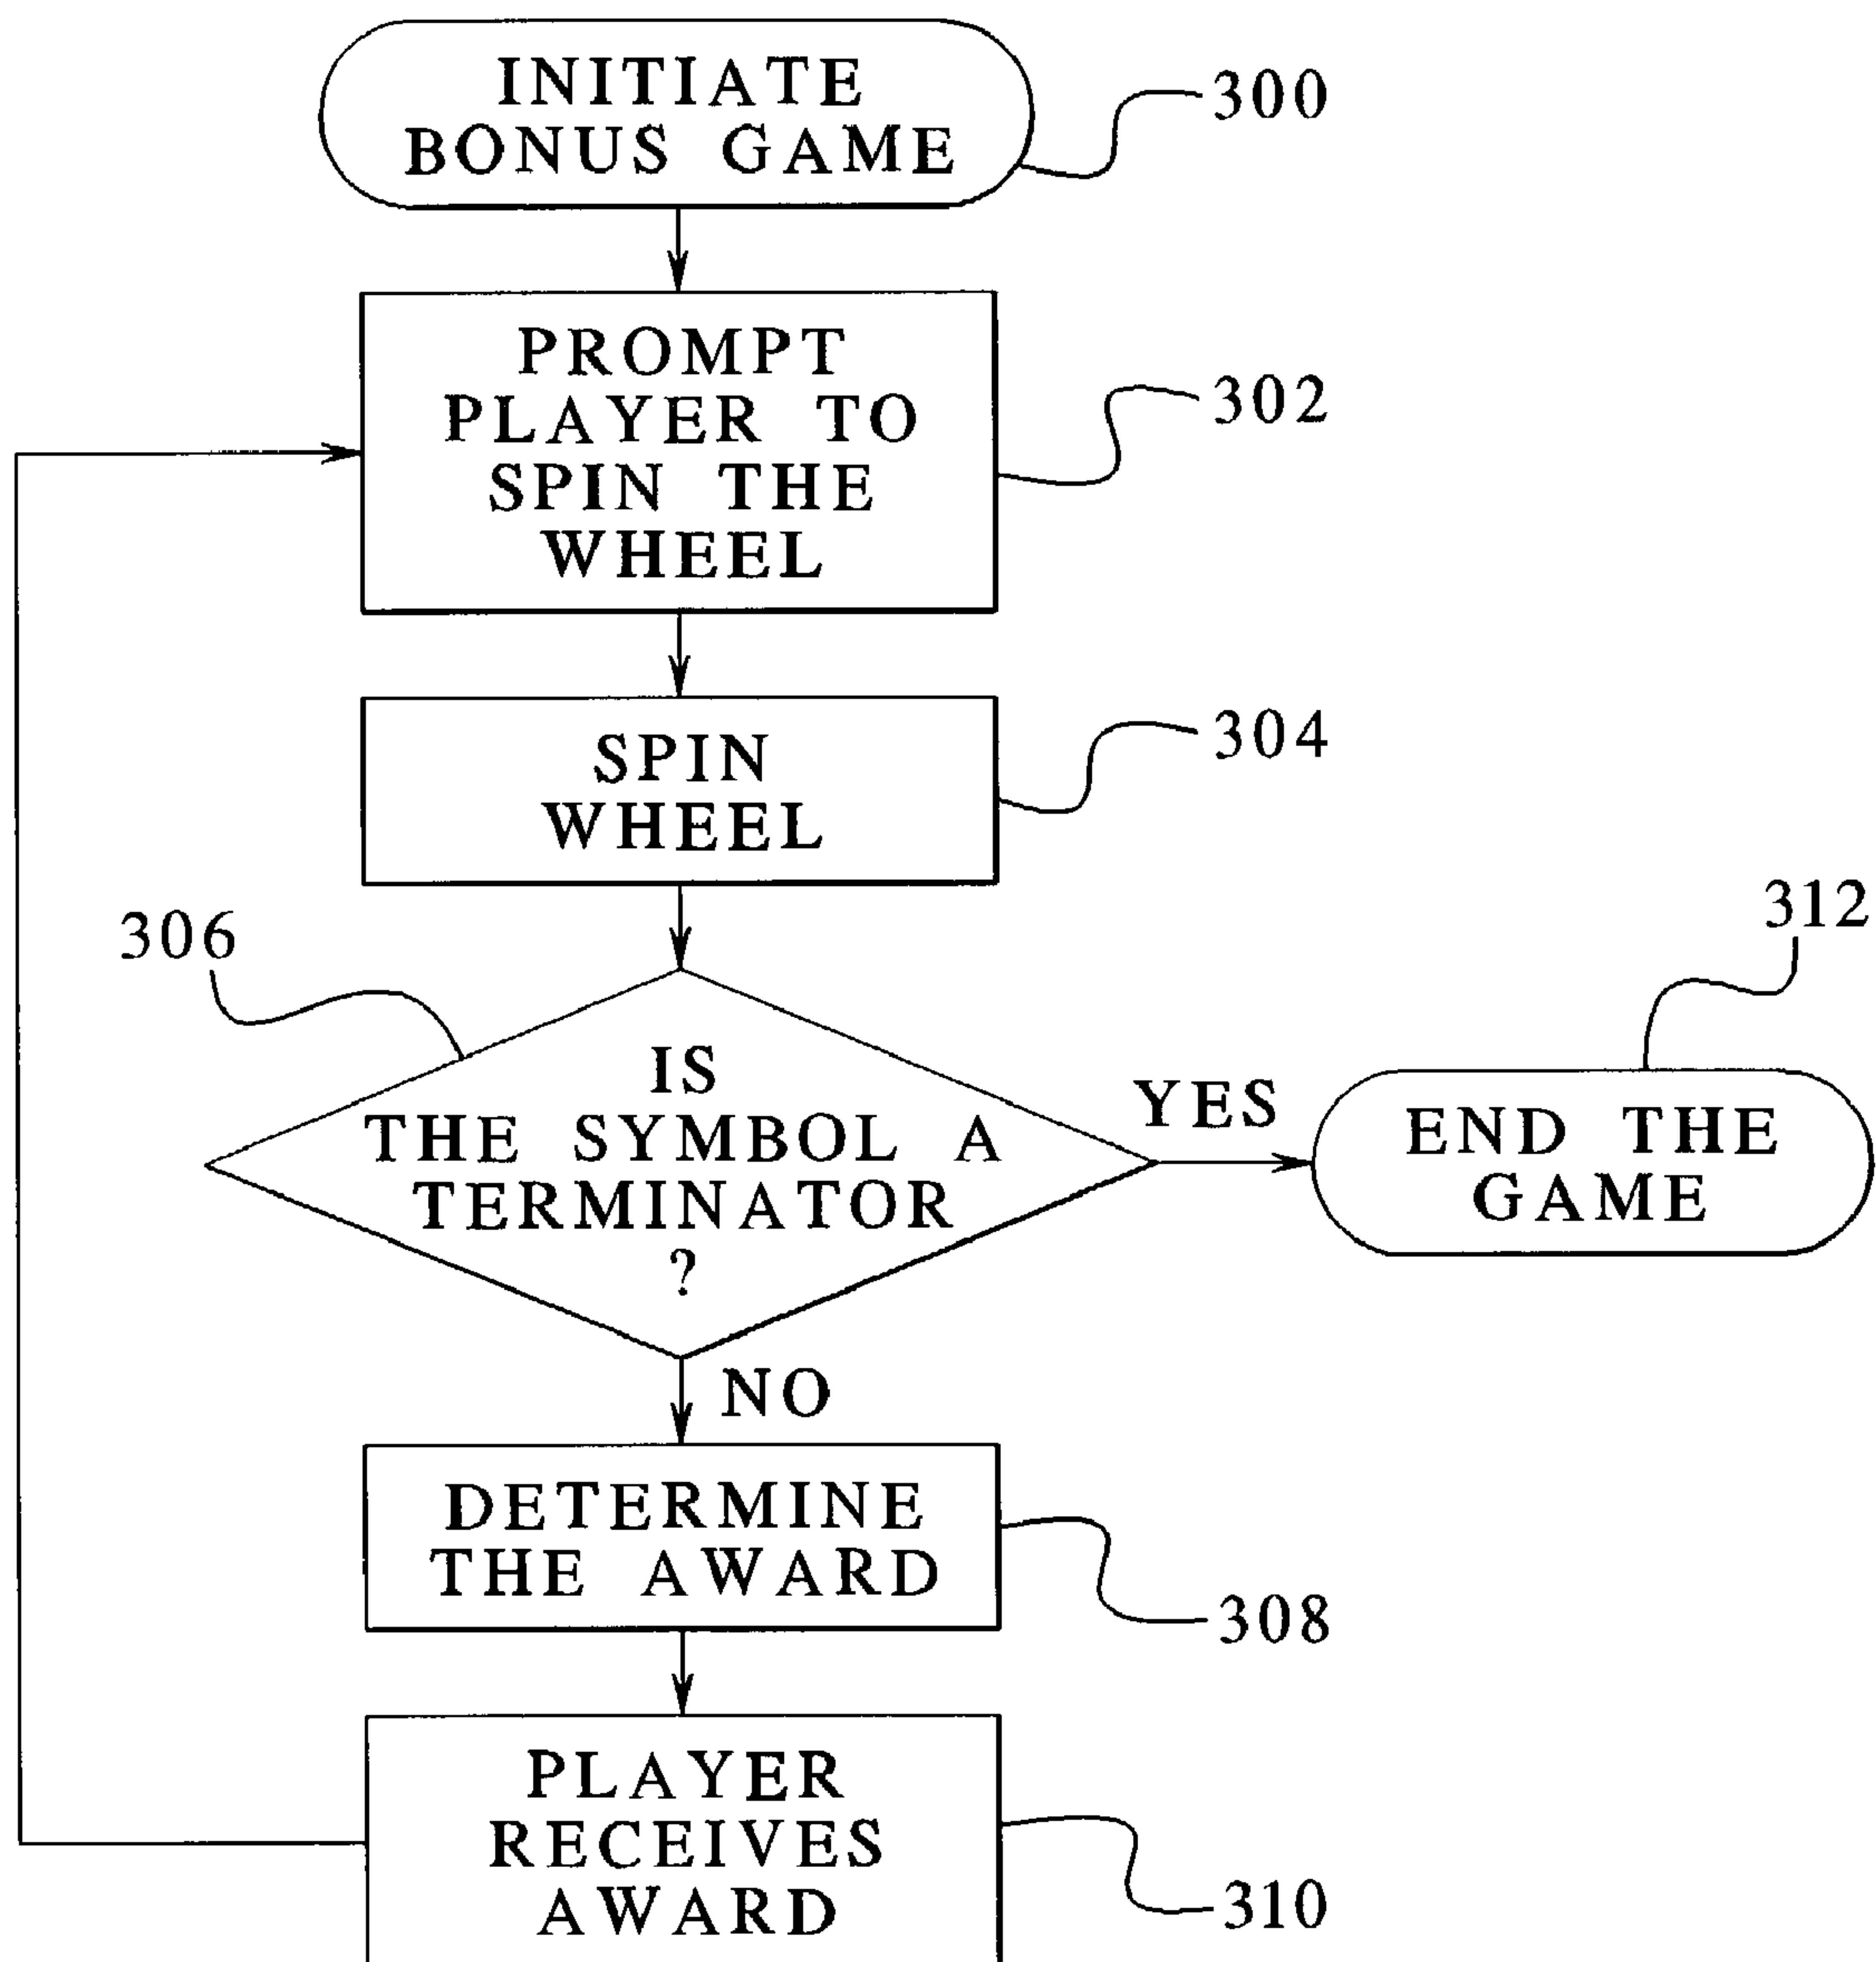 INITIATE
BONUS GAME
300
PROMPT
PLAYER TO
SPIN THE
WHEEL
302
SPIN
WHEEL
304
306
IS
THE SYMBOL A
TERMINATOR
?
YES
312
END THE
GAME
NO
DETERMINE
THE AWARD
308
PLAYER
RECEIVES
AWARD
310